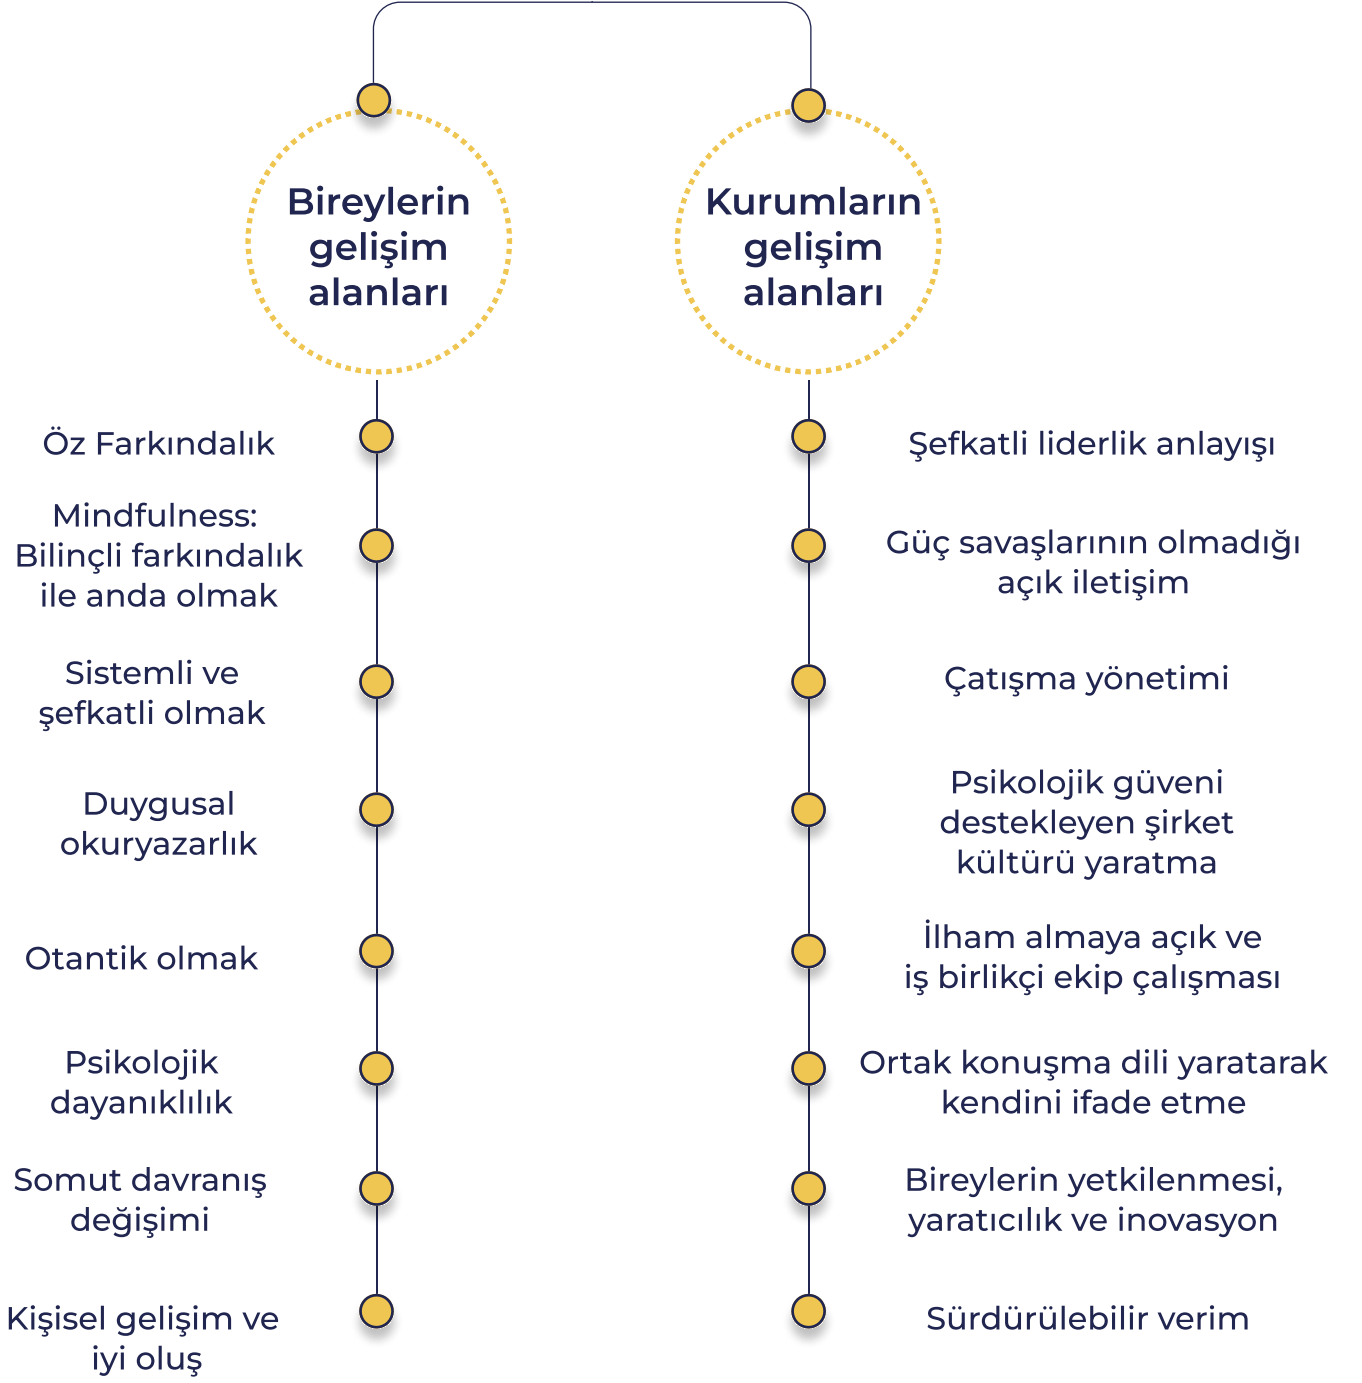 Bireylerin
gelişim
alanları
Öz Farkındalık
Mindfulness:
Bilinçli farkındalık
ile anda olmak
Sistemli ve
şefkatli olmak
Duygusal
okuryazarlık
Otantik olmak
Psikolojik
dayanıklılık
Somut davranış
değişimi
Kişisel gelişim ve
iyi oluş
Kurumların
gelişim
alanları
Şefkatli liderlik anlayışı
Güç savaşlarının olmadığı
açık iletişim
Çatışma yönetimi
Psikolojik güveni
destekleyen şirket
kültürü yaratma
İlham almaya açık ve
iş birlikçi ekip çalışması
Ortak konuşma dili yaratarak
kendini ifade etme
Bireylerin yetkilenmesi,
yaratıcılık ve inovasyon
Sürdürülebilir verim